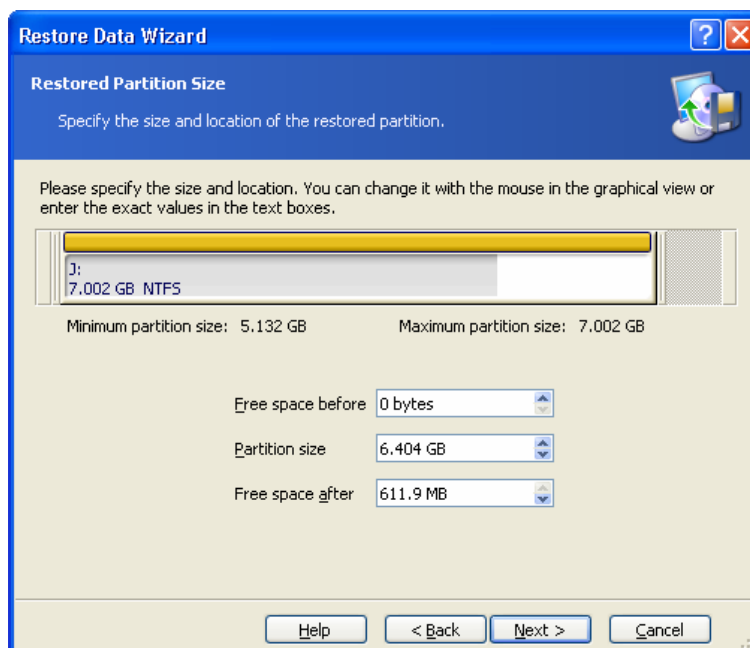 Restore Data Wizard
Restored Partition Size
Specify the size and location of the restored partition.
Please specify the size and location. You can change it with the mouse in the graphical view or
enter the exact values in the text boxes.
J:
7.002 GB NTFS
Minimum partition size: 5.132 GB Maximum partition size: 7.002 GB
Free space before 0 bytes
Partition size 6.404 GB
Free space after 611.9 MB
Help < Back Next > Cancel